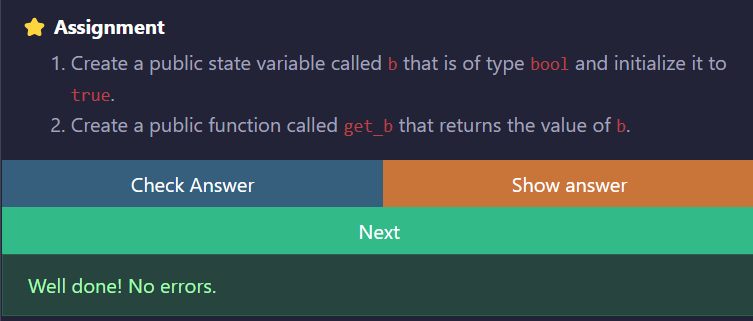 Assignment
1. Create a public state variable called b that is of type bool and initialize it to
true.
2. Create a public function called get_b that returns the value of b.
Check Answer
Show answer
Next
Well done! No errors.